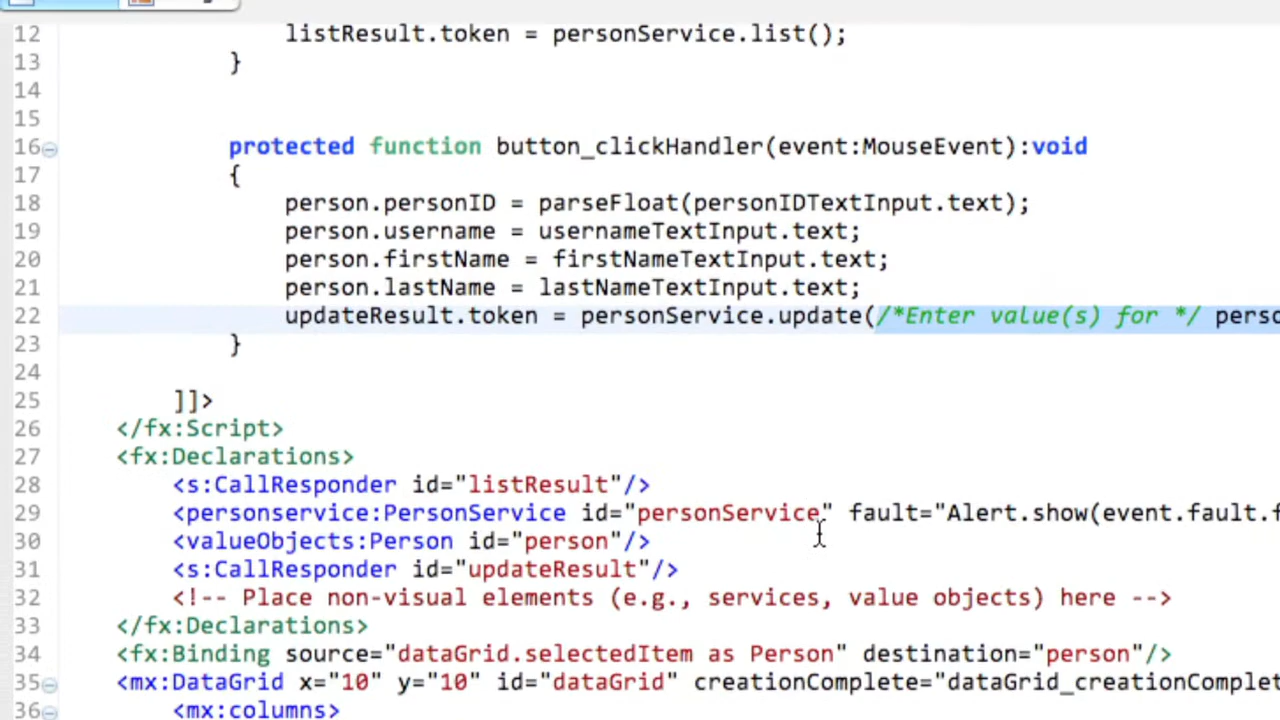 12 listResult.token = personService.list();
13 }
14
15
16 protected function button_clickHandler(event:MouseEvent):void
17 {
18 person.personID = parseFloat(personIDTextInput.text);
19 person.username = usernameTextInput.text;
20 person.firstName = firstNameTextInput.text;
21 person.lastName = lastNameTextInput.text;
22 updateResult.token = personService.update(/*Enter value(s) for */ perso
23 }
24
25 ]]>
26 </fx:Script>
27 <fx:Declarations>
28 <s:CallResponder id="listResult"/>
29 <personservice:PersonService id="personService" fault="Alert.show(event.fault.f
30 <valueObjects:Person id="person"/>
31 <s:CallResponder id="updateResult"/>
32 <!-- Place non-visual elements (e.g., services, value objects) here -->
33 </fx:Declarations>
34 <fx:Binding source="dataGrid.selectedItem as Person" destination="person"/>
35 <mx:DataGrid x="10" y="10" id="dataGrid" creationComplete="dataGrid_creationComplet
36 <mx:columns>